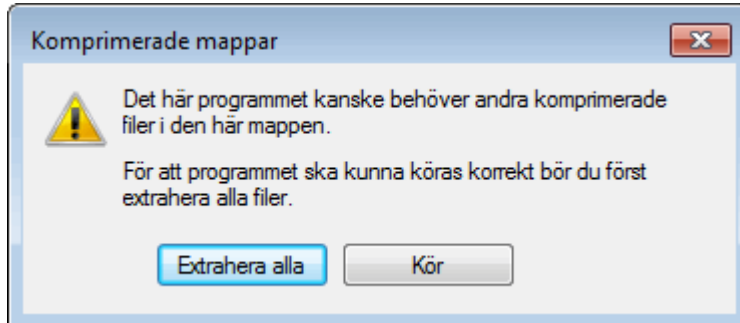 Komprimerade mappar
Det här programmet kanske behöver andra komprimerade
filer i den här mappen.
För att programmet ska kunna köras korrekt bör du först
extrahera alla filer.
Extrahera alla
Kör